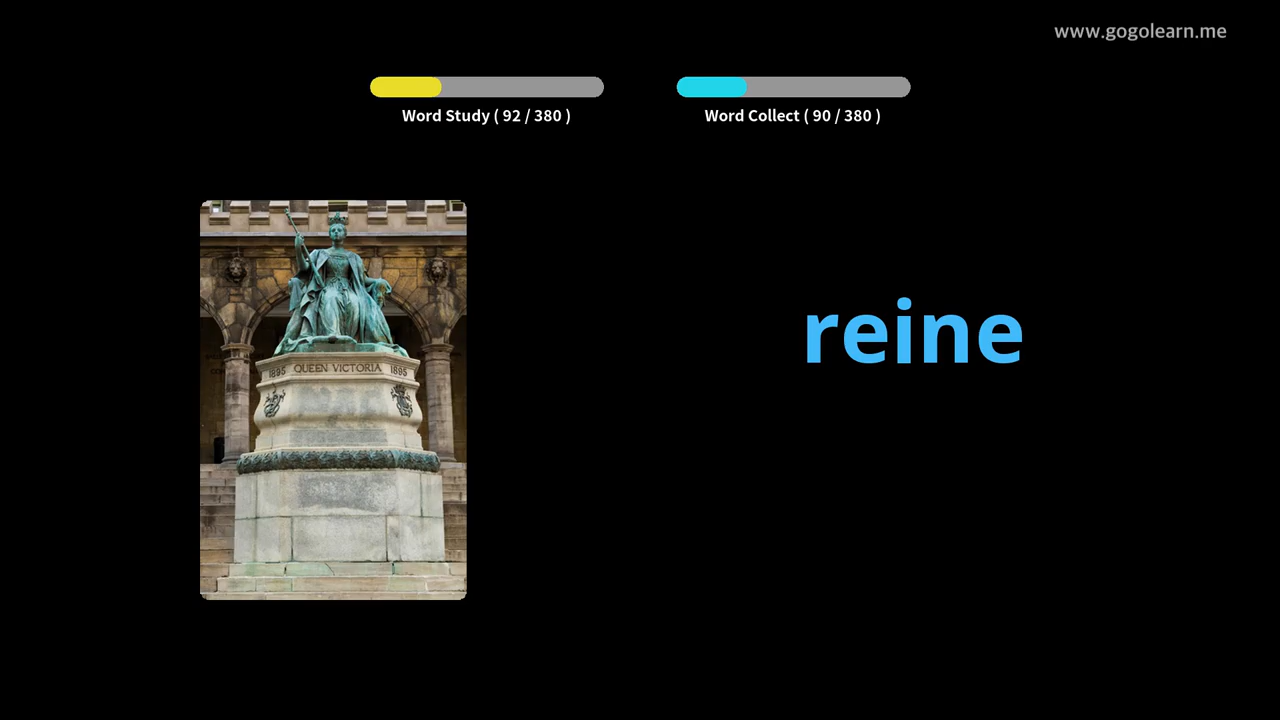 www.gogolearn.me
Word Study ( 92 / 380 )
Word Collect ( 90 / 380 )
reine
1895 QUEEN VICTORIA 1895